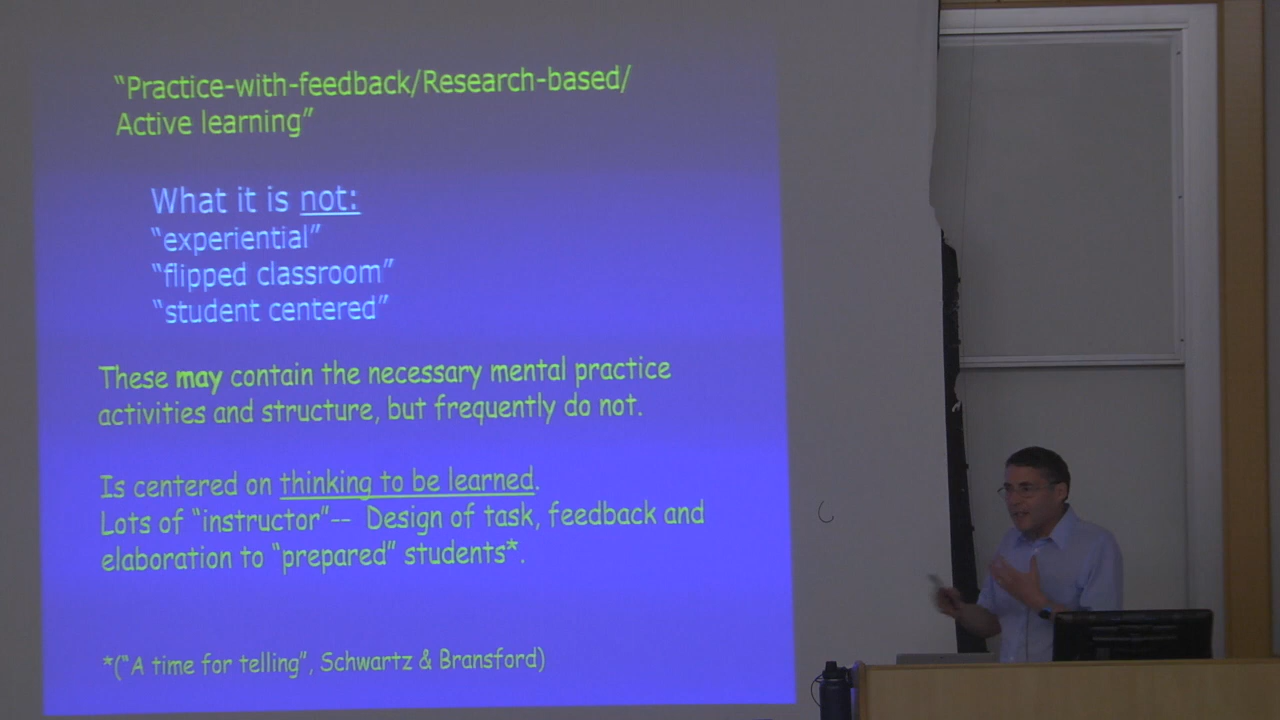 “Practice-with-feedback/Research-based/
Active learning”
What it is not:
“experiential”
“flipped classroom”
“student centered”
These may contain the necessary mental practice
activities and structure, but frequently do not.
Is centered on thinking to be learned.
Lots of “instructor”-- Design of task, feedback and
elaboration to “prepared” students*.
*(“A time for telling”, Schwartz & Bransford)